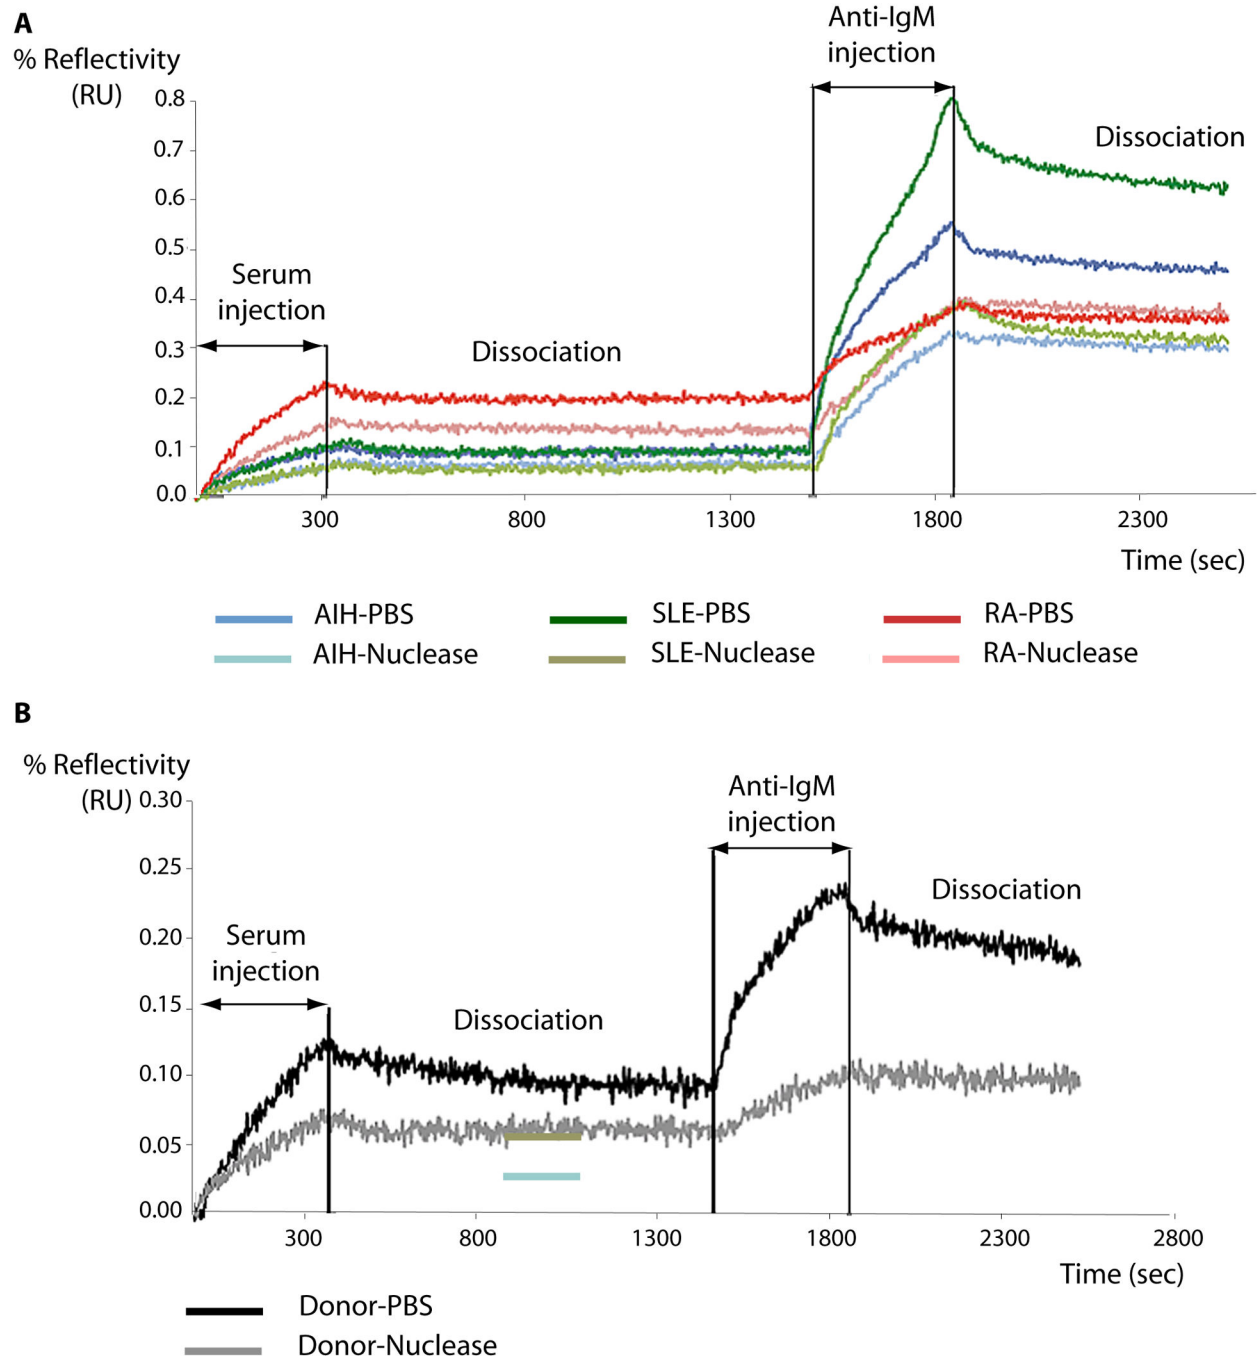 A
% Reflectivity
(RU)
Anti-IgM
injection
0.8
Dissociation
0.7
0.6
0.5
Serum
injection
0.4
0.3
Dissociation
0.2
0.1
0.0
300 800 1300 1800 2300
Time (sec)
AIH-PBS SLE-PBS RA-PBS
AIH-Nuclease SLE-Nuclease RA-Nuclease
B
% Reflectivity
(RU)
0.30
Anti-IgM
injection
0.25
Dissociation
0.20
Serum
injection
0.15
Dissociation
0.10
0.05
0.00
300 800 1300 1800 2300 2800
Time (sec)
Donor-PBS
Donor-Nuclease